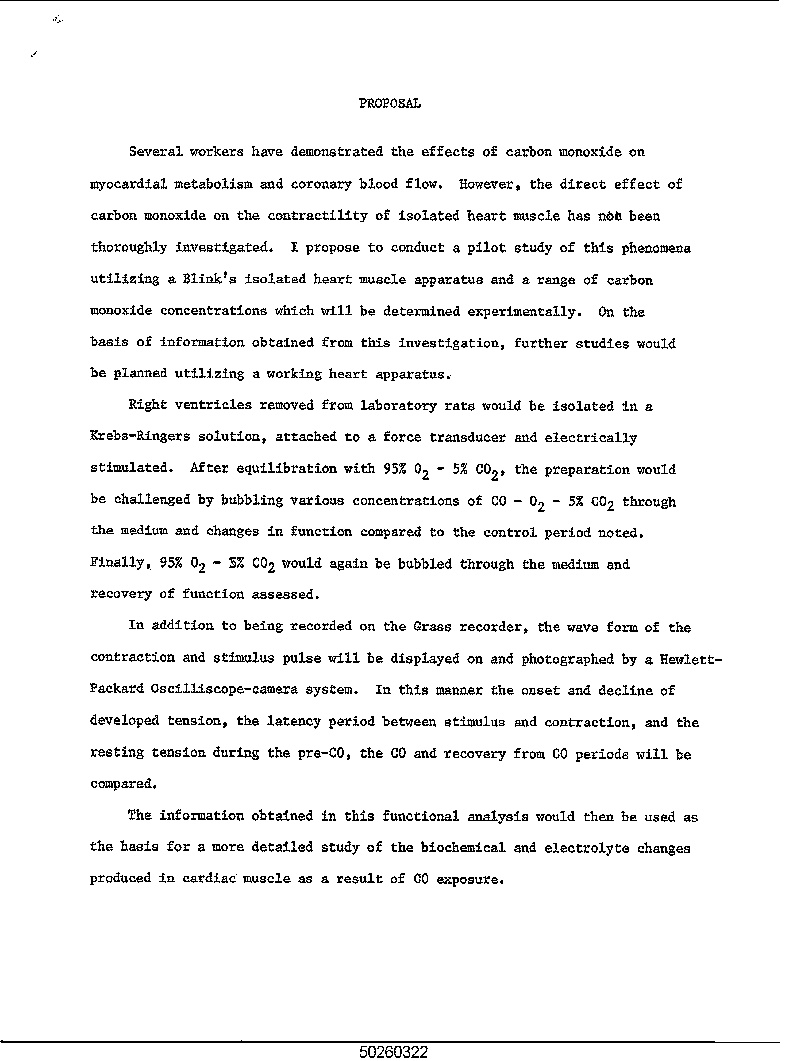 PROPOSAL
Several workers have demonstrated the effects of carbon monoxide on
myocardial metabolism and coronary blood flow. However, the direct effect of
carbon monoxide on the contractility of isolated heart muscle has not been
thoroughly investigated. I propose to conduct a pilot study of this phenomena
utilizing a Blink's isolated heart muscle apparatus and a range of carbon
monoxide concentrations which will be determined experimentally. On the
basis of information obtained from this investigation, further studies would
be planned utilizing a working heart apparatus.
Right ventricles removed from laboratory rats would be isolated in a
Krebs-Ringers solution, attached to a force transducer and electrically
stimulated. After equilibration with 95% O2 - 5% CO2, the preparation would
be challenged by bubbling various concentrations of CO - O2 - 5% CO2 through
the medium and changes in function compared to the control period noted.
Finally, 95% O2 - 5% CO2 would again be bubbled through the medium and
recovery of function assessed.
In addition to being recorded on the Grass recorder, the wave form of the
contraction and stimulus pulse will be displayed on and photographed by a Hewlett-
Packard Oscilliscope-camera system. In this manner the onset and decline of
developed tension, the latency period between stimulus and contraction, and the
resting tension during the pre-CO, the CO and recovery from CO periods will be
compared.
The information obtained in this functional analysis would then be used as
the basis for a more detailed study of the biochemical and electrolyte changes
produced in cardiac muscle as a result of CO exposure.
50260322